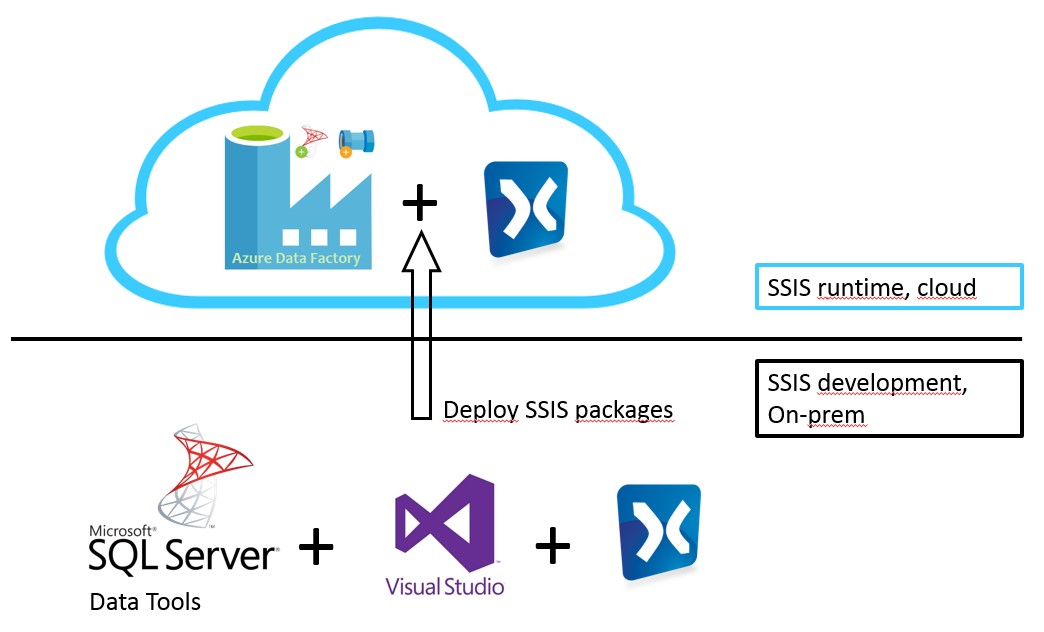 Azure Data Factory
SSIS runtime, cloud
SSIS development,
On-prem
Deploy SSIS packages
Microsoft®
SQL Server®
Data Tools
Visual Studio™